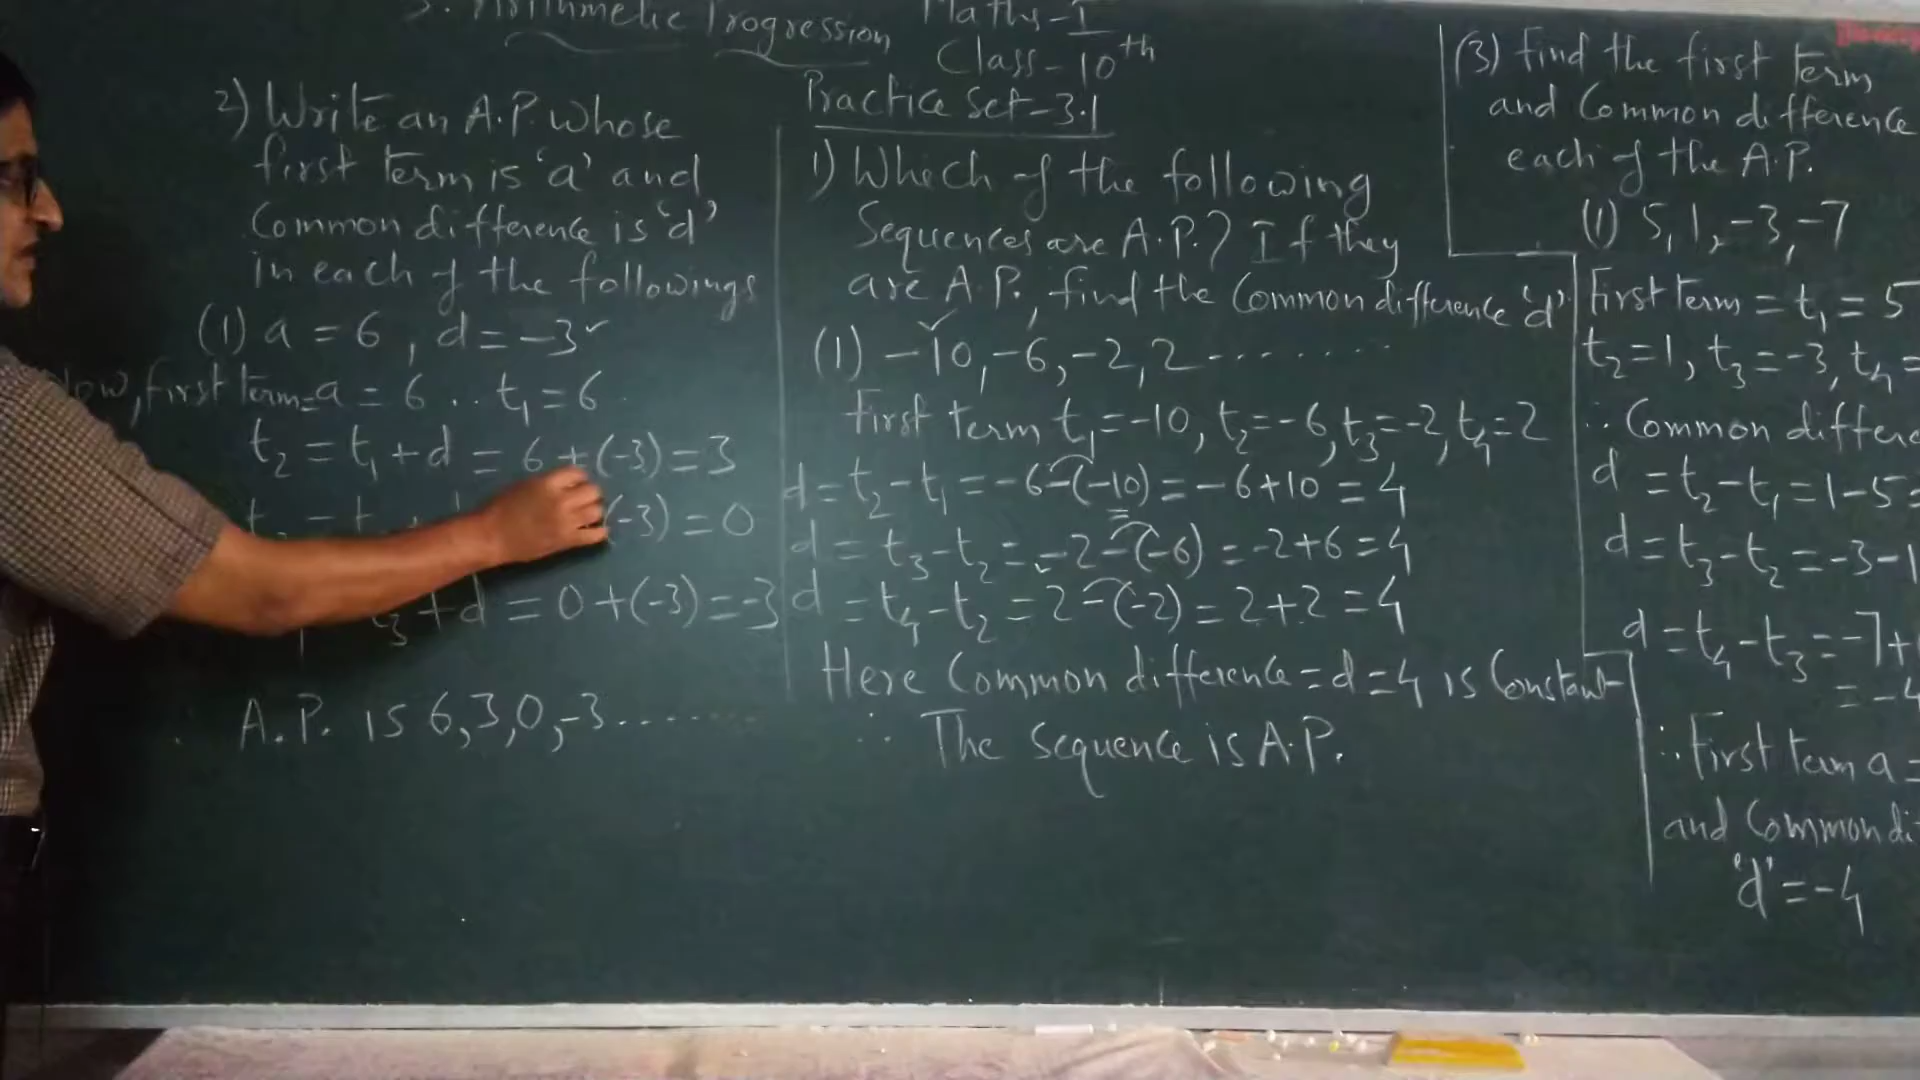 3. Arithmetic Progression
Maths-I
Class-10th
Practice Set-3.1
2) Write an A.P. whose
first term is 'a' and
Common difference is 'd'
in each of the followings
(1) a = 6, d = -3
Now, first term = a = 6 .. t1 = 6
t2 = t1 + d = 6 + (-3) = 3
(-3) = 0
t3 + d = 0 + (-3) = -3
A.P. is 6, 3, 0, -3.......
1) Which of the following
Sequences are A.P.? If they
are A.P., find the Common difference 'd'.
(1) -10, -6, -2, 2........
First term t1 = -10, t2 = -6, t3 = -2, t4 = 2
d = t2 - t1 = -6 - (-10) = -6 + 10 = 4
d = t3 - t2 = -2 - (-6) = -2 + 6 = 4
d = t4 - t2 = 2 - (-2) = 2 + 2 = 4
Here Common difference = d = 4 is Constant
∴ The Sequence is A.P.
(3) find the first term
and Common difference
each of the A.P.
(1) 5, 1, -3, -7
First term = t1 = 5
t2 = 1, t3 = -3, t4 =
∴ Common differe
d = t2 - t1 = 1 - 5 =
d = t3 - t2 = -3 - 1
d = t4 - t3 = -7 +
= -4
∴ First term a =
and Common di
'd' = -4